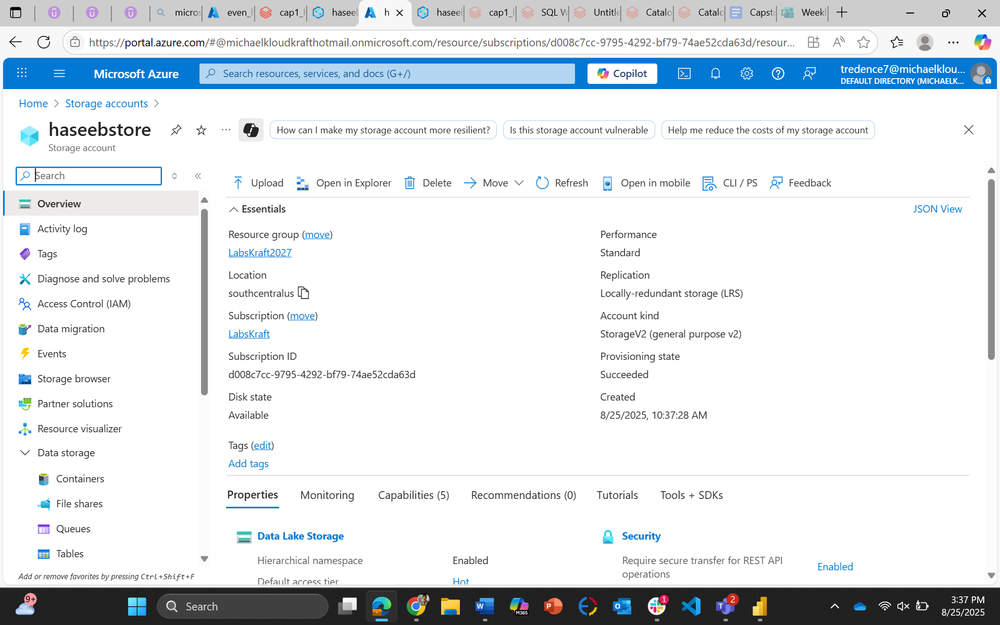 micros
even_h
cap1_h
haseeb
h
haseeb
cap1_h
SQL W
Untitle
Catalo
Catalo
Capsto
Weekl
https://portal.azure.com/#@michaelkloudkrafthotmail.onmicrosoft.com/resource/subscriptions/d008c7cc-9795-4292-bf79-74ae52cda63d/resour...
Microsoft Azure
Search resources, services, and docs (G+/)
Copilot
tredence7@michaelklou...
DEFAULT DIRECTORY (MICHAELK...
Home > Storage accounts >
haseebstore
Storage account
How can I make my storage account more resilient?
Is this storage account vulnerable
Help me reduce the costs of my storage account
Search
Overview
Activity log
Tags
Diagnose and solve problems
Access Control (IAM)
Data migration
Events
Storage browser
Partner solutions
Resource visualizer
Data storage
Containers
File shares
Queues
Tables
Add or remove favorites by pressing Ctrl+Shift+F
Upload
Open in Explorer
Delete
Move
Refresh
Open in mobile
CLI / PS
Feedback
Essentials
JSON View
Resource group (move)
LabsKraft2027
Location
southcentralus
Subscription (move)
LabsKraft
Subscription ID
d008c7cc-9795-4292-bf79-74ae52cda63d
Disk state
Available
Performance
Standard
Replication
Locally-redundant storage (LRS)
Account kind
StorageV2 (general purpose v2)
Provisioning state
Succeeded
Created
8/25/2025, 10:37:28 AM
Tags (edit)
Add tags
Properties
Monitoring
Capabilities (5)
Recommendations (0)
Tutorials
Tools + SDKs
Data Lake Storage
Hierarchical namespace
Enabled
Default access tier
Hot
Security
Require secure transfer for REST API
operations
Enabled
9+
Search
M365
1
2
3:37 PM
8/25/2025